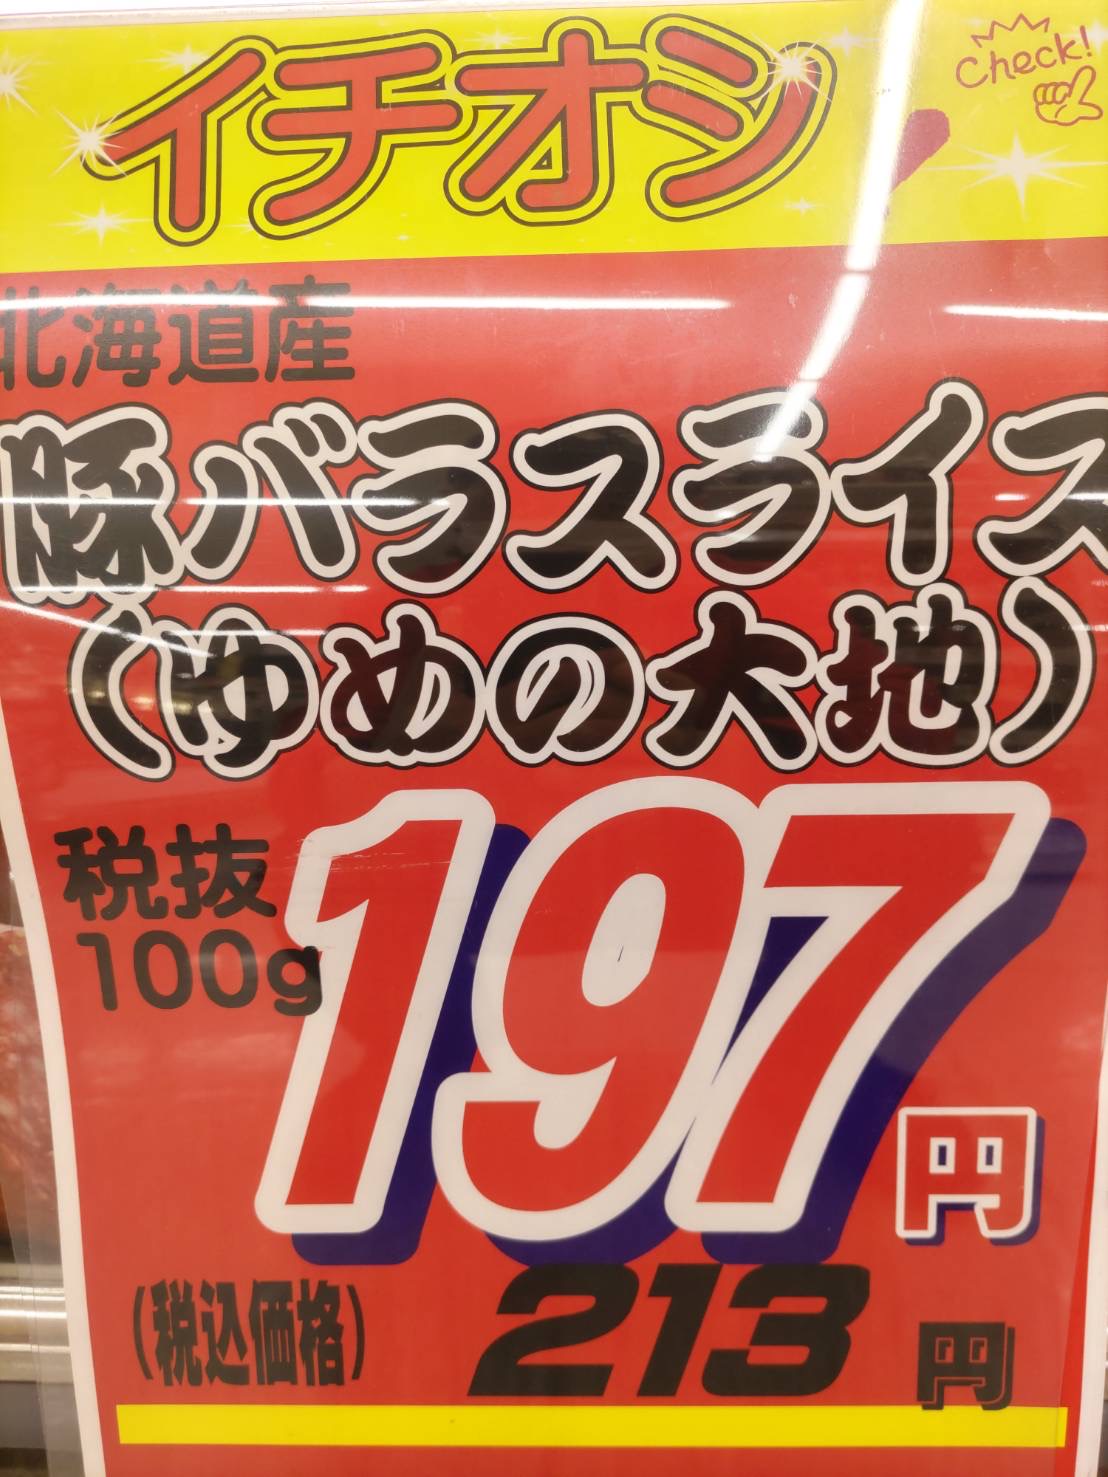 イチオシ!
Check!
北海道産
豚バラスライス
(ゆめの大地)
税抜
100g
197円
(税込価格) 213円